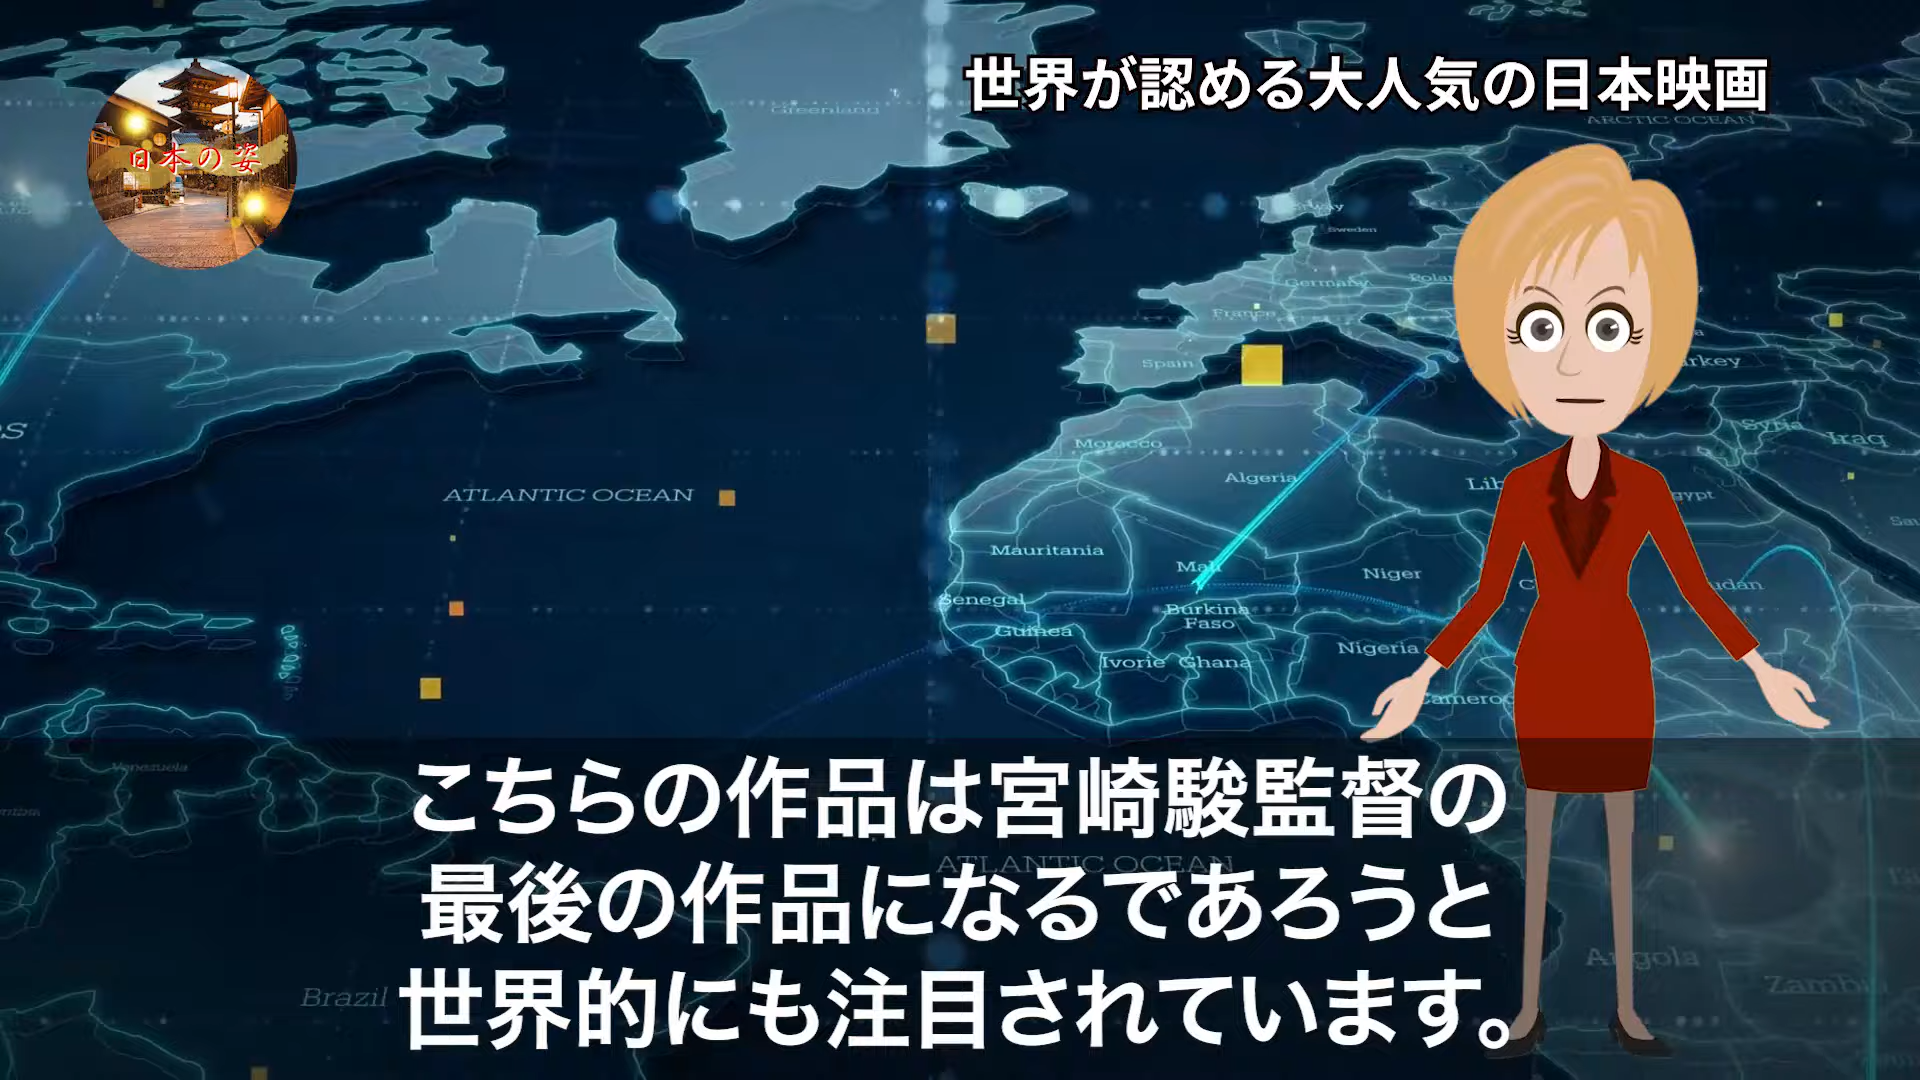 世界が認める大人気の日本映画
日本の姿
Greenland
ARCTIC OCEAN
Norway
Sweden
Germany
France
Spain
Morocco
Syria
Iraq
Algeria
ATLANTIC OCEAN
Mauritania
Mali
Niger
Senegal
Burkina
Faso
Guinea
Nigeria
Ivorie Ghana
Venezuela
こちらの作品は宮崎駿監督の
最後の作品になるであろうと
世界的にも注目されています。
ATLANTIC OCEAN
Angola
Brazil